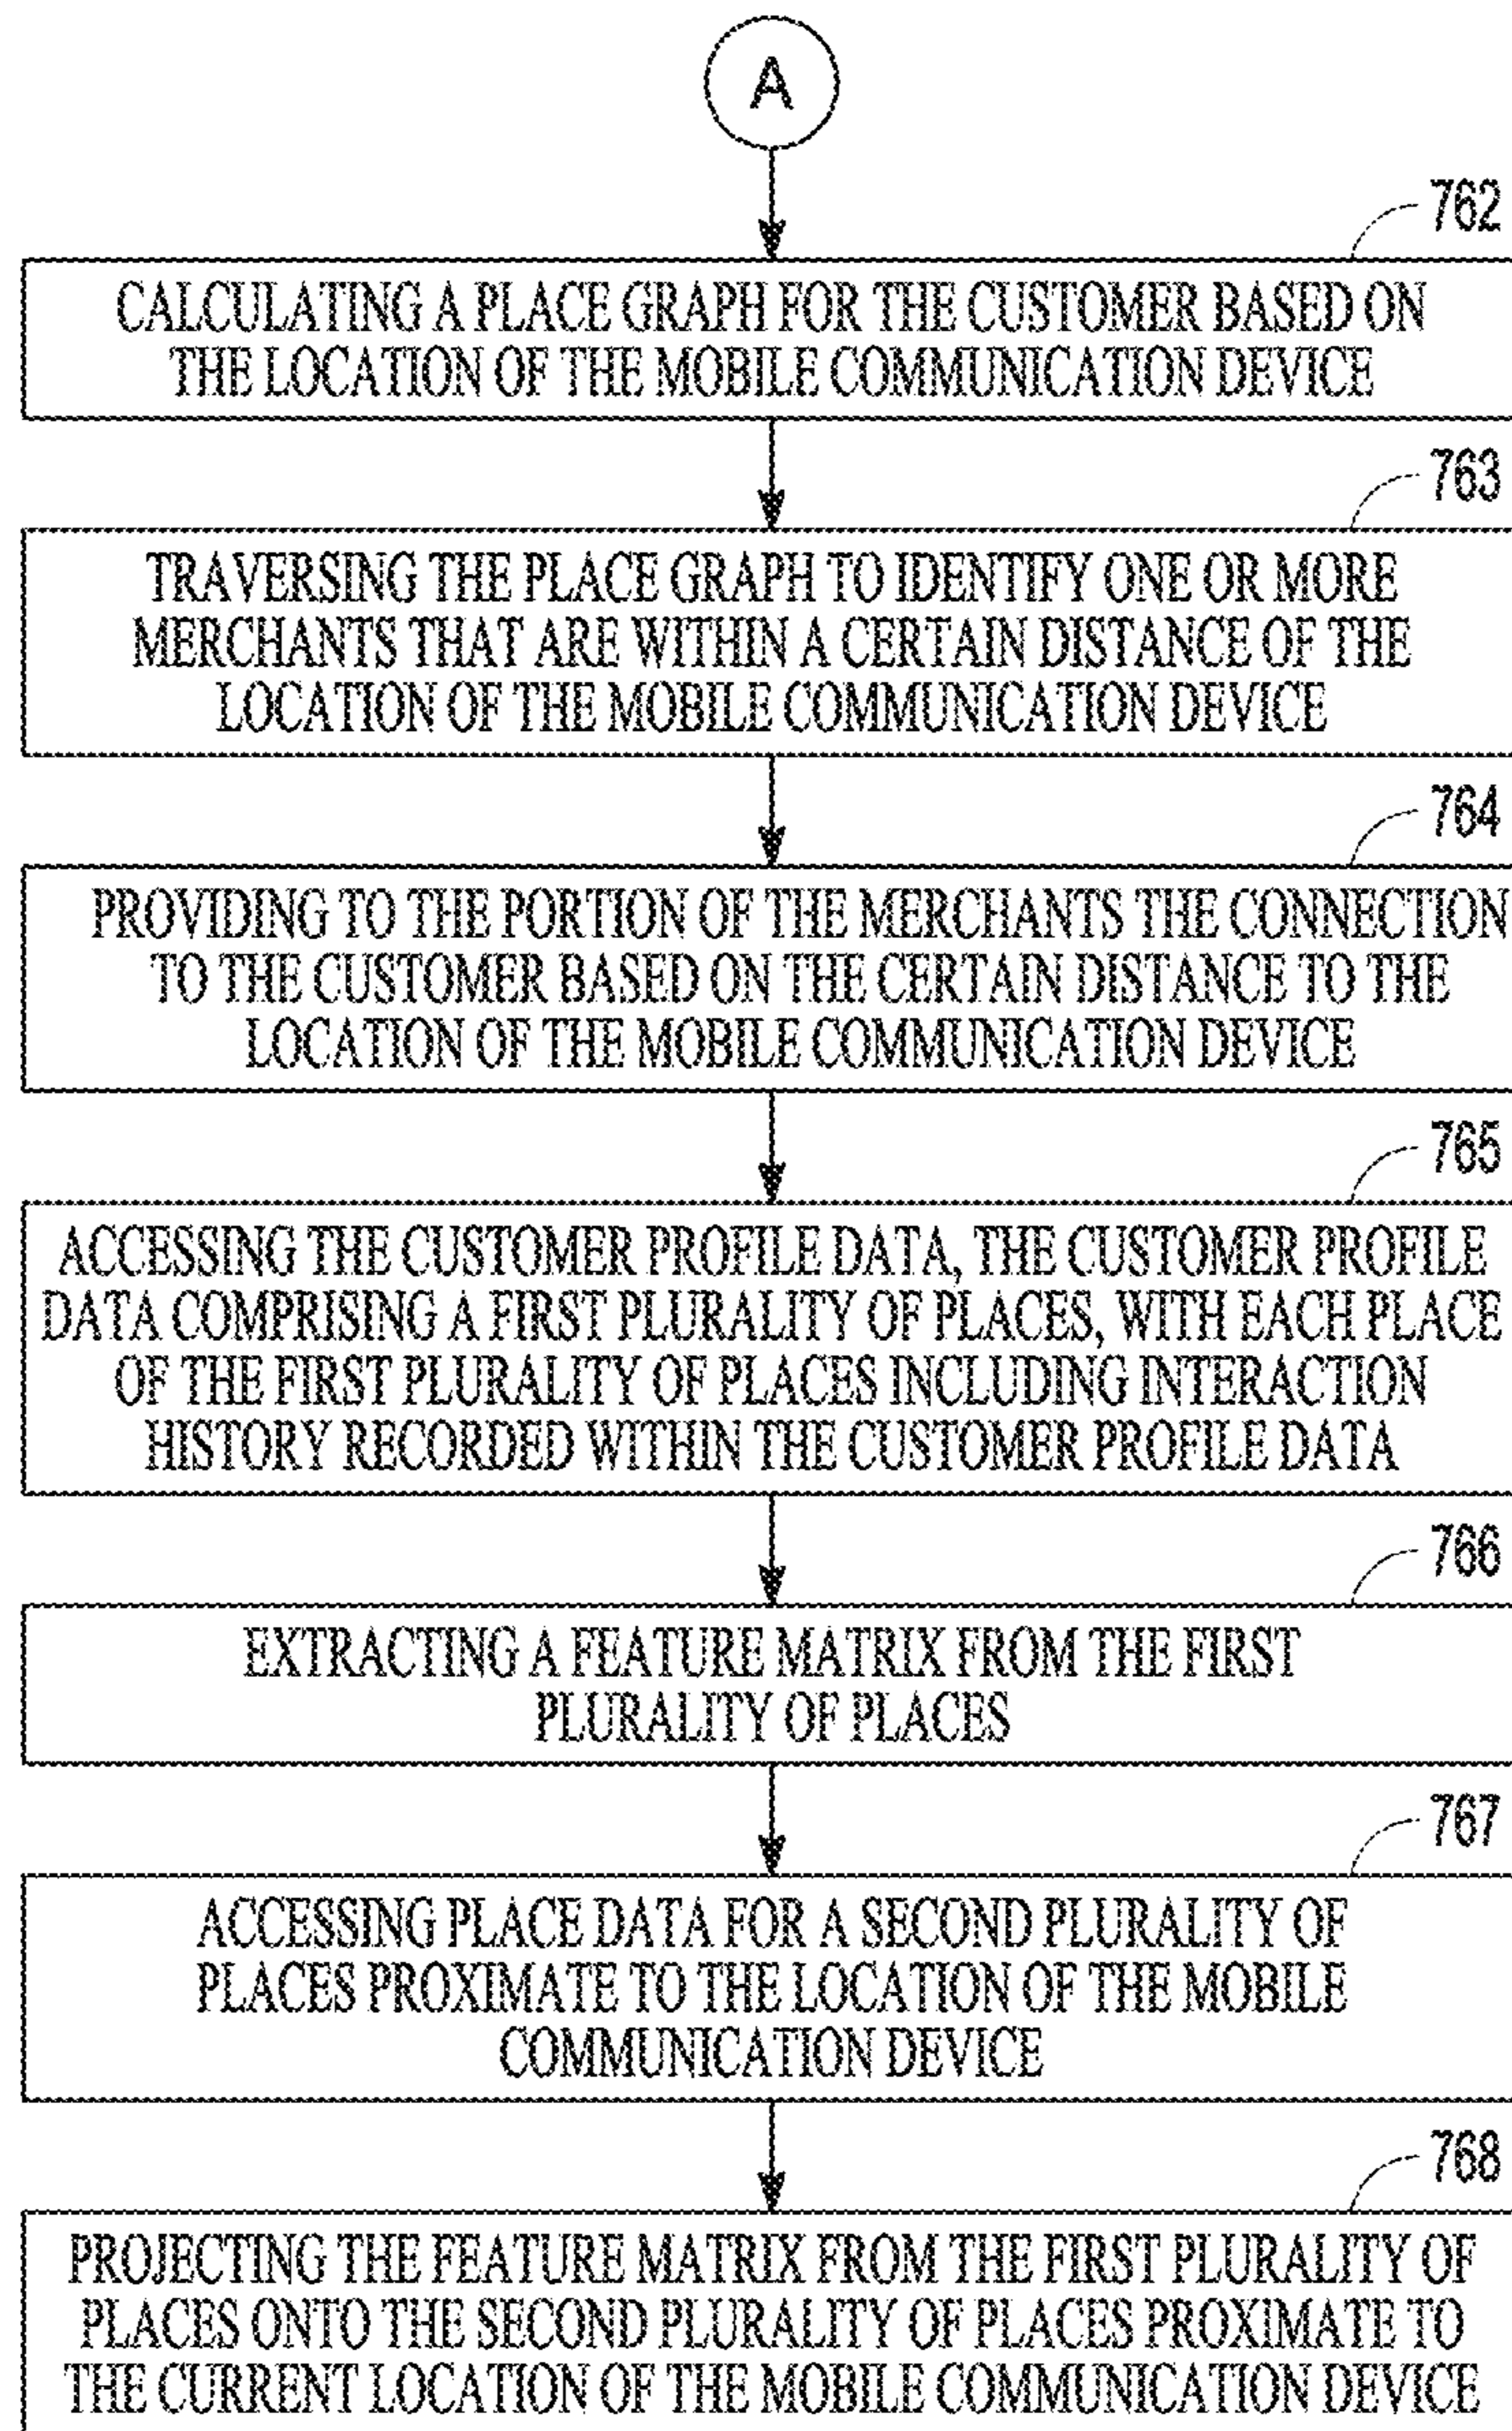 A
762
CALCULATING A PLACE GRAPH FOR THE CUSTOMER BASED ON
THE LOCATION OF THE MOBILE COMMUNICATION DEVICE
763
TRAVERSING THE PLACE GRAPH TO IDENTIFY ONE OR MORE
MERCHANTS THAT ARE WITHIN A CERTAIN DISTANCE OF THE
LOCATION OF THE MOBILE COMMUNICATION DEVICE
764
PROVIDING TO THE PORTION OF THE MERCHANTS THE CONNECTION
TO THE CUSTOMER BASED ON THE CERTAIN DISTANCE TO THE
LOCATION OF THE MOBILE COMMUNICATION DEVICE
765
ACCESSING THE CUSTOMER PROFILE DATA, THE CUSTOMER PROFILE
DATA COMPRISING A FIRST PLURALITY OF PLACES, WITH EACH PLACE
OF THE FIRST PLURALITY OF PLACES INCLUDING INTERACTION
HISTORY RECORDED WITHIN THE CUSTOMER PROFILE DATA
766
EXTRACTING A FEATURE MATRIX FROM THE FIRST
PLURALITY OF PLACES
767
ACCESSING PLACE DATA FOR A SECOND PLURALITY OF
PLACES PROXIMATE TO THE LOCATION OF THE MOBILE
COMMUNICATION DEVICE
768
PROJECTING THE FEATURE MATRIX FROM THE FIRST PLURALITY OF
PLACES ONTO THE SECOND PLURALITY OF PLACES PROXIMATE TO
THE CURRENT LOCATION OF THE MOBILE COMMUNICATION DEVICE